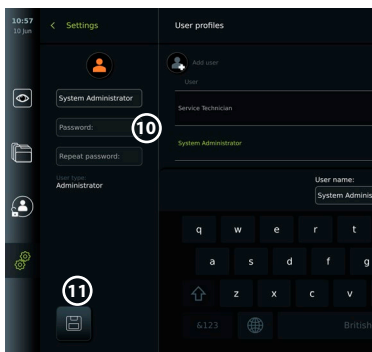 10:57
10 Jun
Settings
User profiles
Add user
User
System Administrator
Service Technician
Password:
10
System Administrator
Repeat password:
User type:
Administrator
User name:
System Adminis
q w e r t
a s d f g
11
z x c v
&123
British